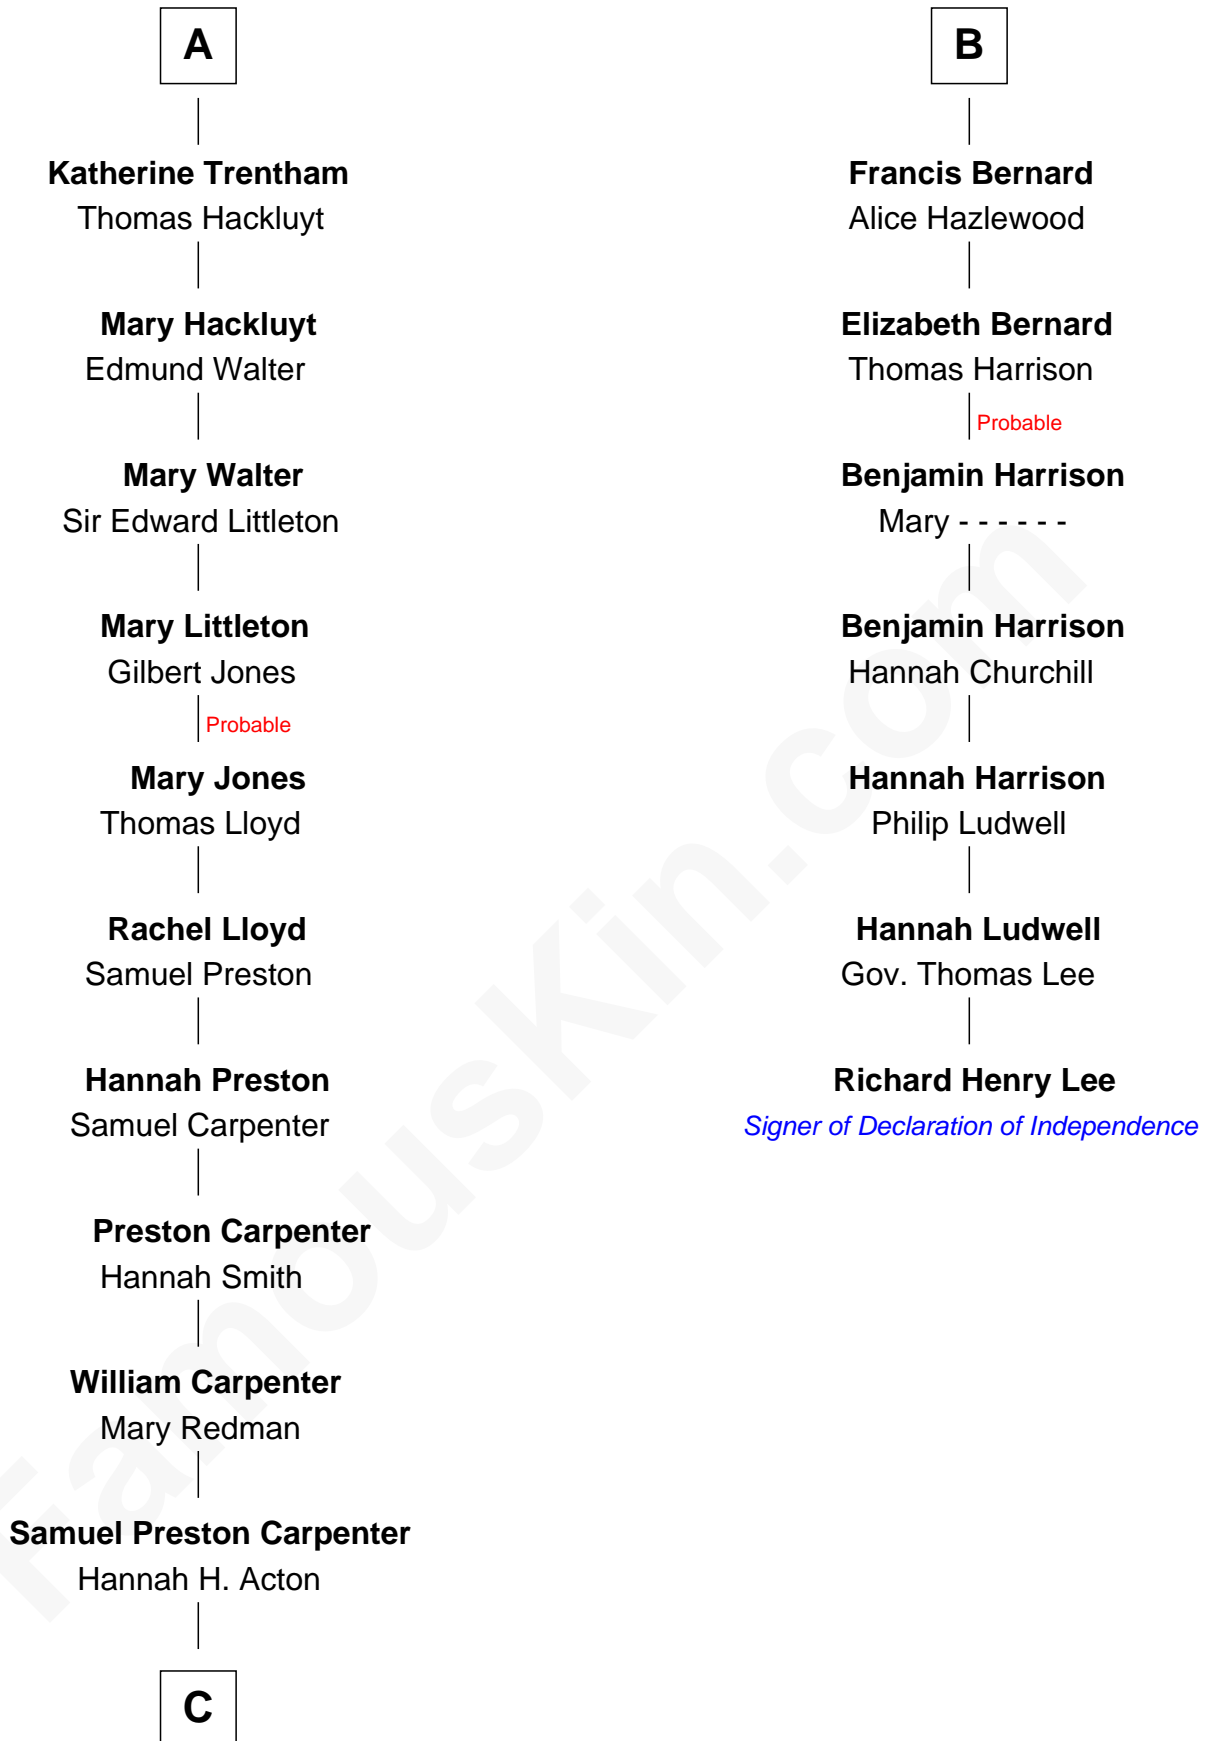 A
Katherine Trentham
Thomas Hackluyt
Mary Hackluyt
Edmund Walter
Mary Walter
Sir Edward Littleton
Mary Littleton
Gilbert Jones
Probable
Mary Jones
Thomas Lloyd
Rachel Lloyd
Samuel Preston
Hannah Preston
Samuel Carpenter
Preston Carpenter
Hannah Smith
William Carpenter
Mary Redman
Samuel Preston Carpenter
Hannah H. Acton
C
B
Francis Bernard
Alice Hazlewood
Elizabeth Bernard
Thomas Harrison
Probable
Benjamin Harrison
Mary - - - - - -
Benjamin Harrison
Hannah Churchill
Hannah Harrison
Philip Ludwell
Hannah Ludwell
Gov. Thomas Lee
Richard Henry Lee
Signer of Declaration of Independence
FamousKin.com